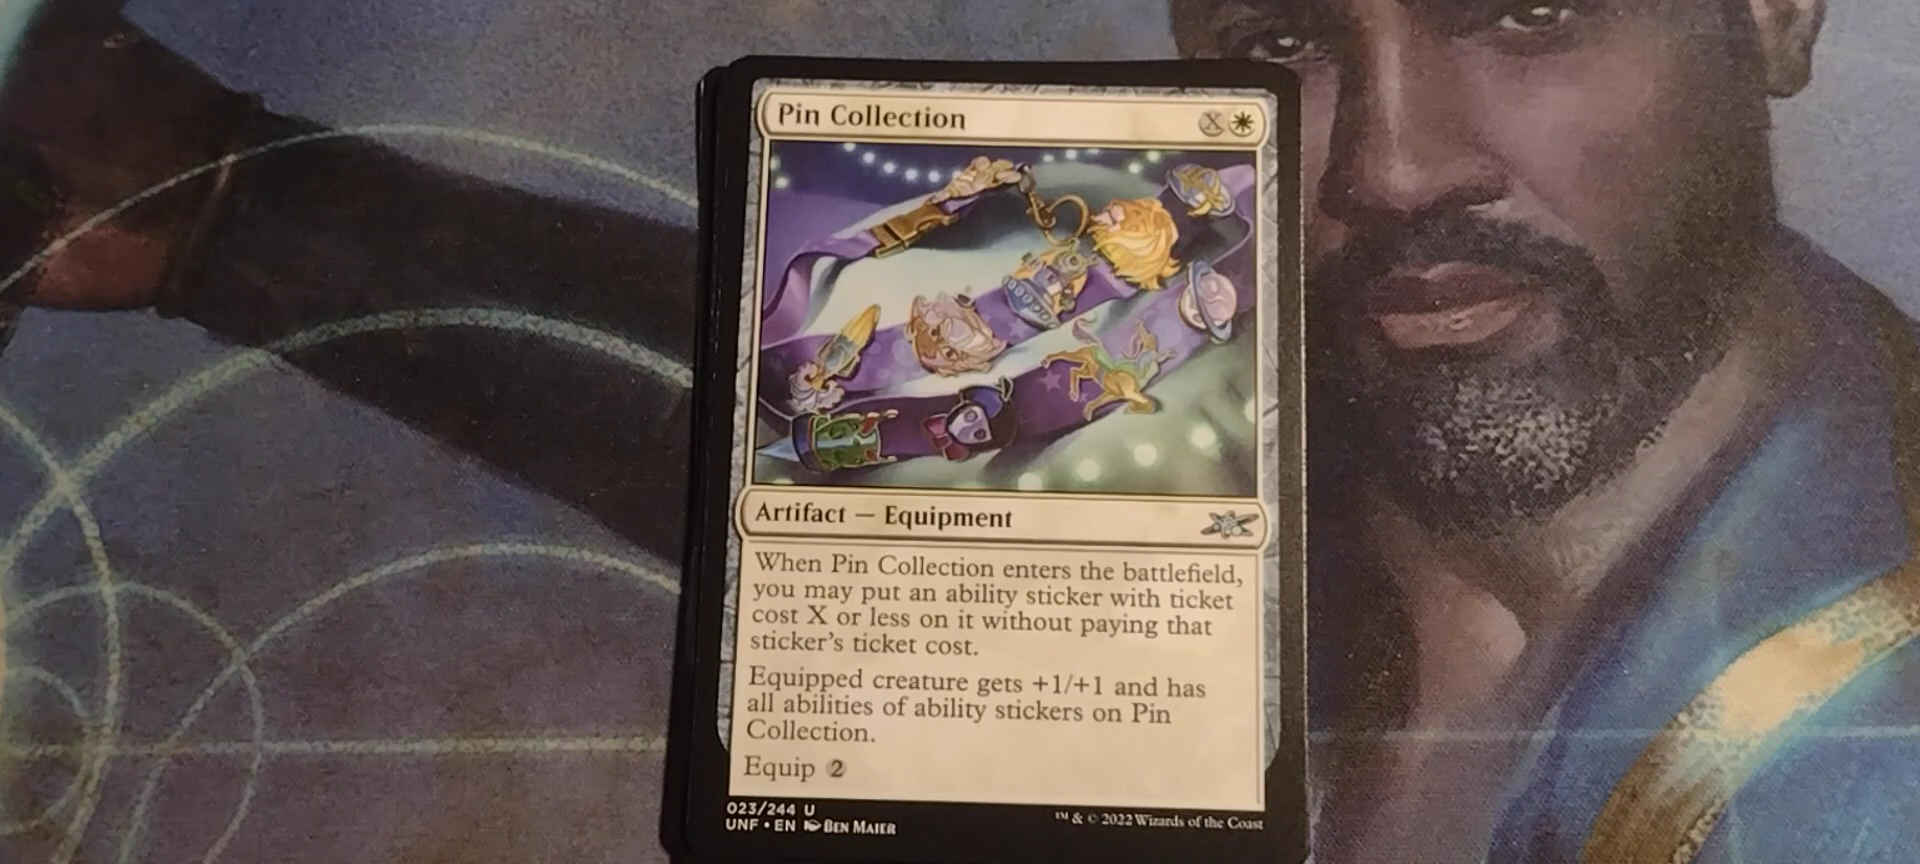 Pin Collection X
Artifact — Equipment
When Pin Collection enters the battlefield,
you may put an ability sticker with ticket
cost X or less on it without paying that
sticker's ticket cost.
Equipped creature gets +1/+1 and has
all abilities of ability stickers on Pin
Collection.
Equip 2
023/244 U
UNF • EN Ben Maier
™ & © 2022 Wizards of the Coast